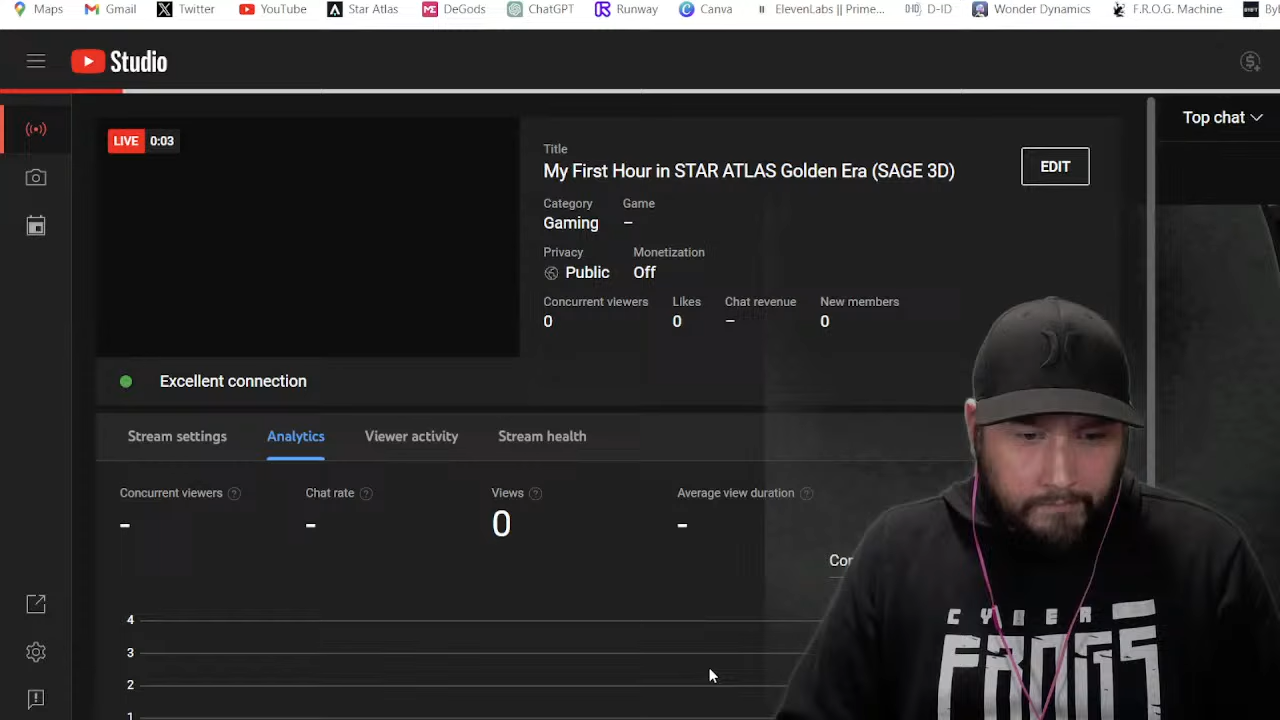 Maps Gmail Twitter YouTube Star Atlas DeGods ChatGPT Runway Canva ElevenLabs || Prime... D-ID Wonder Dynamics F.R.O.G. Machine
Studio
LIVE 0:03
Top chat
Title
My First Hour in STAR ATLAS Golden Era (SAGE 3D)
EDIT
Category Game
Gaming –
Privacy Monetization
Public Off
Concurrent viewers Likes Chat revenue New members
0 0 – 0
Excellent connection
Stream settings Analytics Viewer activity Stream health
Concurrent viewers Chat rate Views Average view duration
- - 0 -
4
3
2
1
CYBER
FROGS